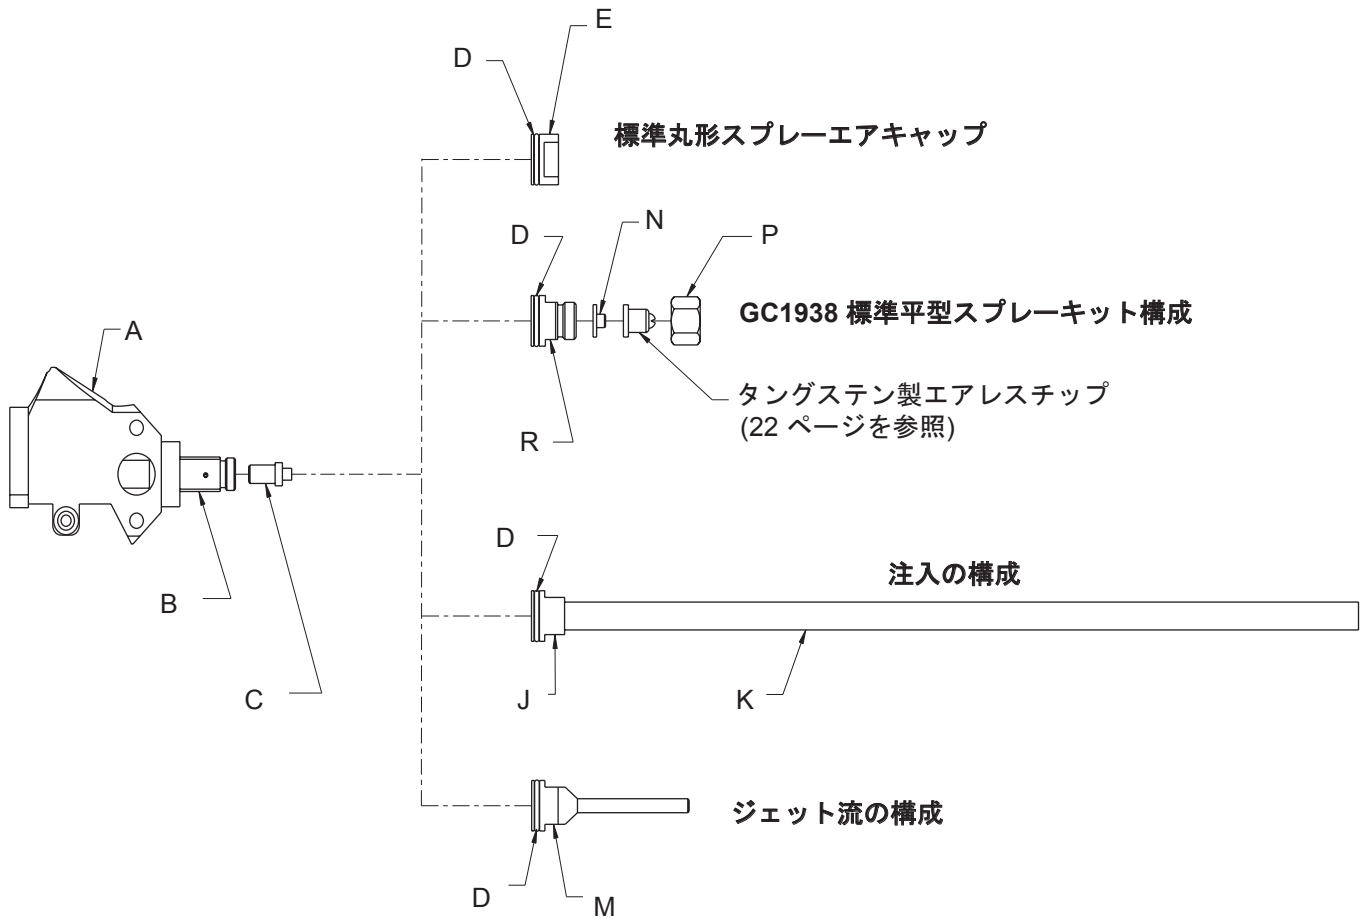 E
D
標準丸形スプレーエアキャップ
N
D
P
GC1938 標準平型スプレーキット構成
A
タングステン製エアレスチップ
(22 ページを参照)
R
D
注入の構成
B
C
J
K
ジェット流の構成
D
M